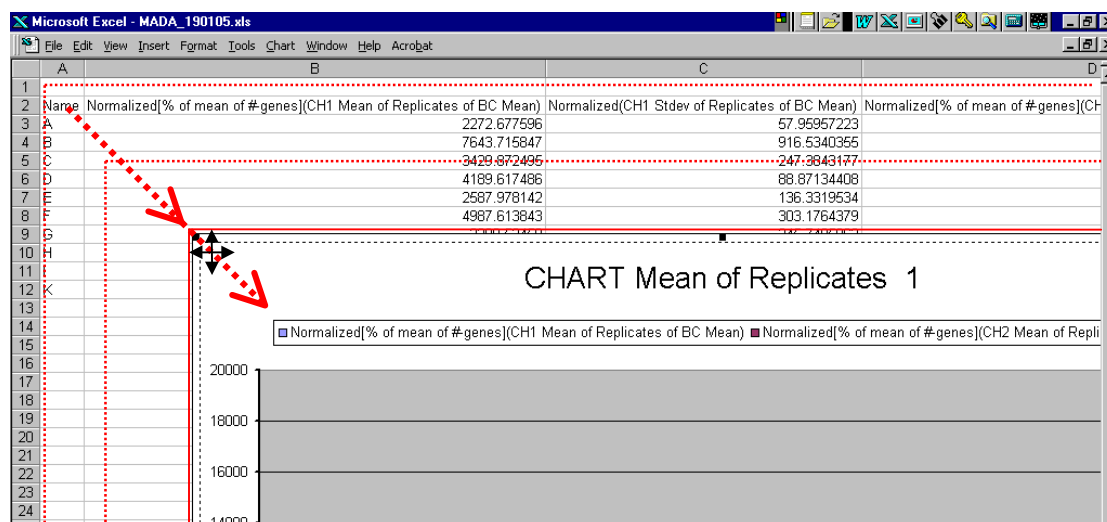 Microsoft Excel - MADA_190105.xls
File Edit View Insert Format Tools Chart Window Help Acrobat
A B C D
1
2 Name Normalized[% of mean of #-genes](CH1 Mean of Replicates of BC Mean) Normalized(CH1 Stdev of Replicates of BC Mean) Normalized[% of mean of #-genes](CH
3 A 2272.677596 57.95957223
4 B 7643.715847 916.5340355
5 C 3429.872495 247.3843177
6 D 4189.617486 88.87134408
7 E 2587.978142 136.3319534
8 F 4987.613843 303.1764379
9 G
10 H
11 I
12 K
13
14
15
16
17
18
19
20
21
22
23
24
CHART Mean of Replicates 1
Normalized[% of mean of #-genes](CH1 Mean of Replicates of BC Mean) Normalized[% of mean of #-genes](CH2 Mean of Repli
20000
18000
16000
14000